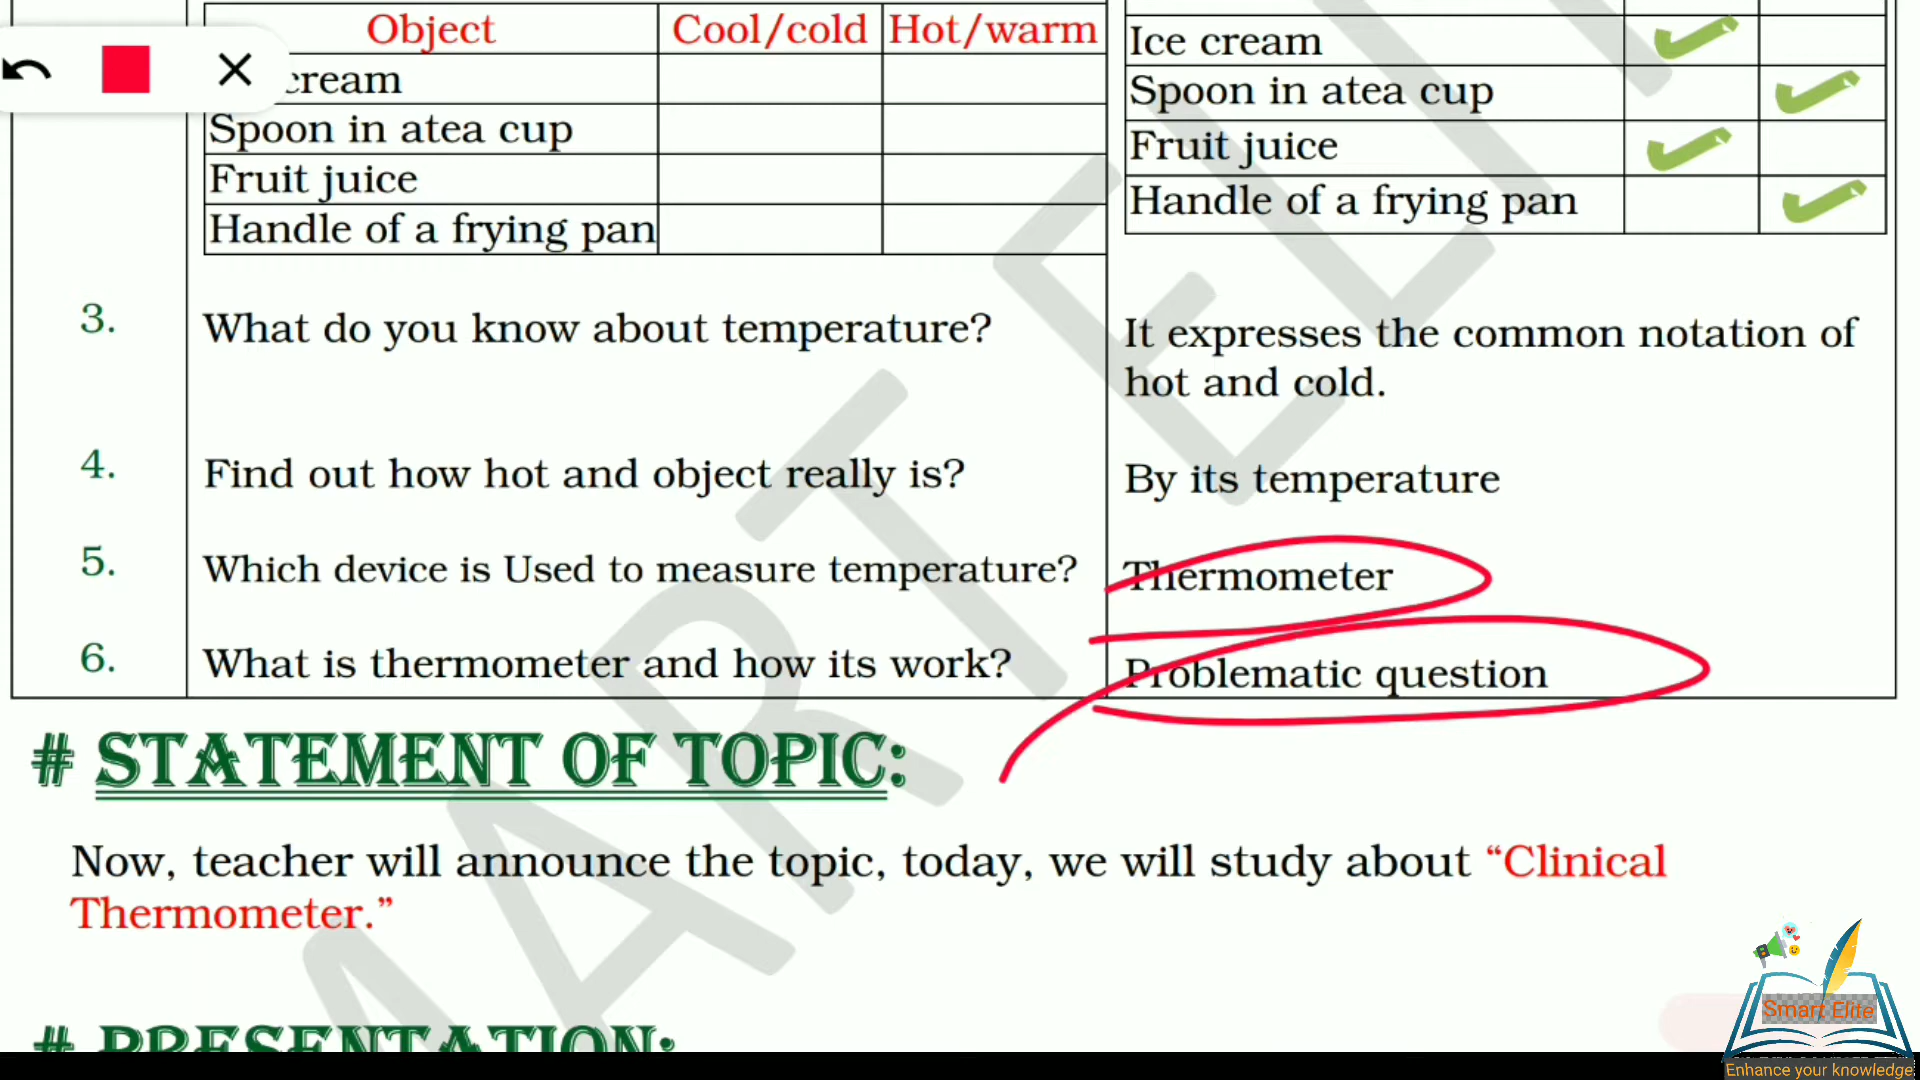 Object Cool/cold Hot/warm
cream
Spoon in atea cup
Fruit juice
Handle of a frying pan
Ice cream
Spoon in atea cup
Fruit juice
Handle of a frying pan
3. What do you know about temperature? It expresses the common notation of
hot and cold.
4. Find out how hot and object really is? By its temperature
5. Which device is Used to measure temperature? Thermometer
6. What is thermometer and how its work? Problematic question
# STATEMENT OF TOPIC:
Now, teacher will announce the topic, today, we will study about “Clinical
Thermometer.”
# PRESENTATION:
Smart Elite
Enhance your knowledge